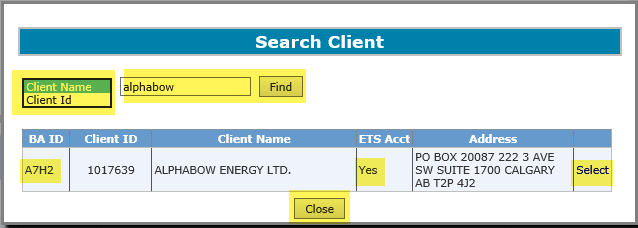 Search Client
Client Name
Client Id
alphabow Find
BA ID Client ID Client Name ETS Acct Address
A7H2 1017639 ALPHABOW ENERGY LTD. Yes PO BOX 20087 222 3 AVE
SW SUITE 1700 CALGARY
AB T2P 4J2 Select
Close